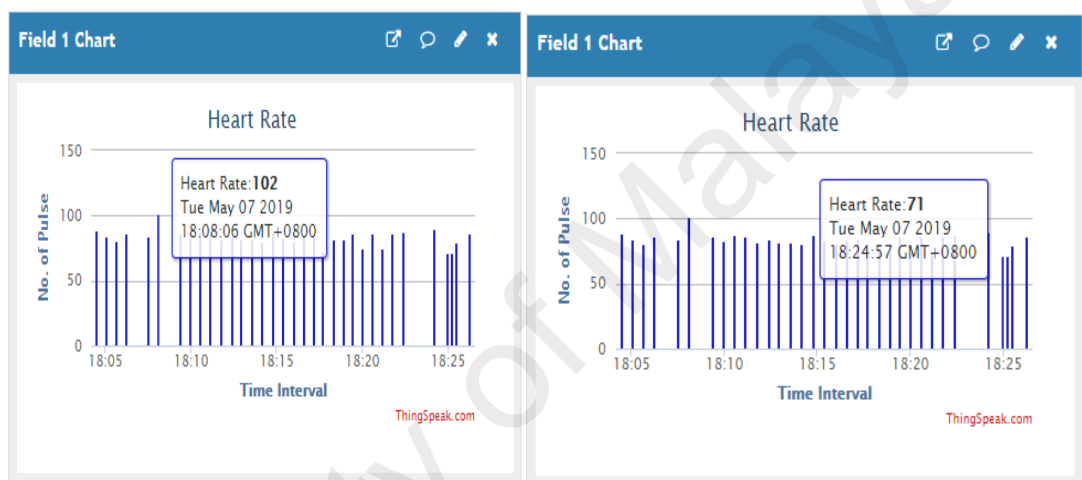 Field 1 Chart
Heart Rate
150
100
50
0
No. of Pulse
Heart Rate:102
Tue May 07 2019
18:08:06 GMT+0800
18:05 18:10 18:15 18:20 18:25
Time Interval
ThingSpeak.com
Field 1 Chart
Heart Rate
150
100
50
0
No. of Pulse
Heart Rate:71
Tue May 07 2019
18:24:57 GMT+0800
18:05 18:10 18:15 18:20 18:25
Time Interval
ThingSpeak.com
of Malaya